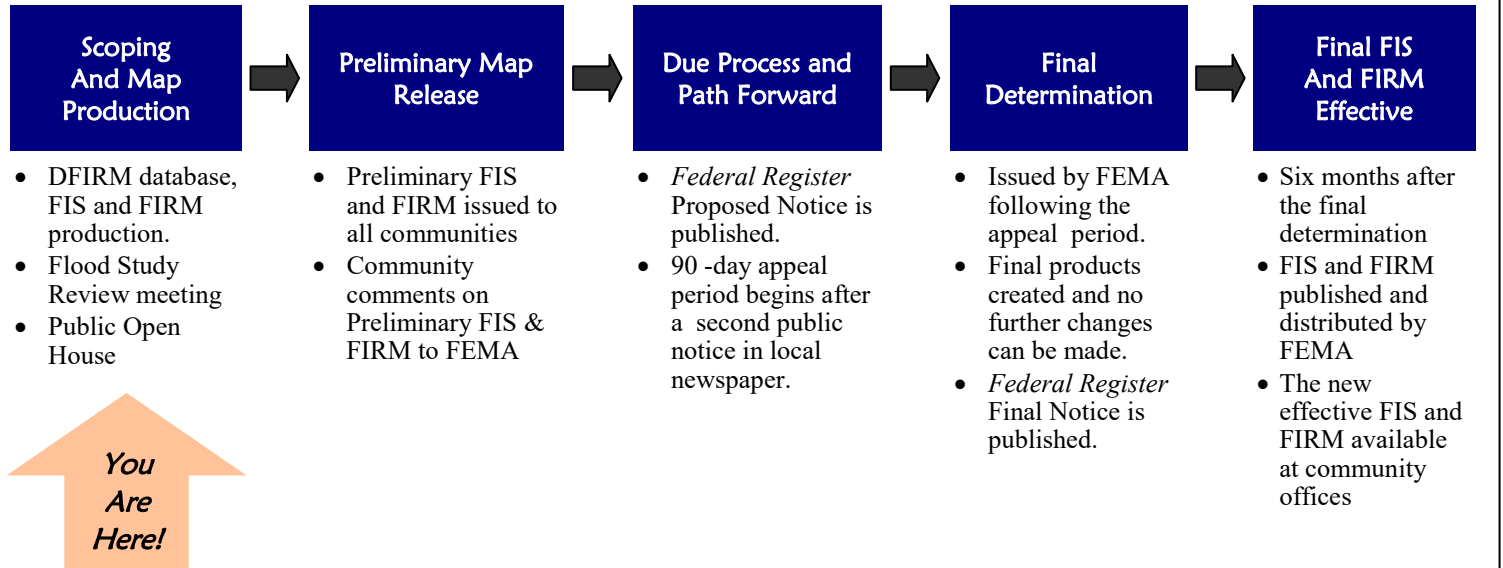 Scoping
And Map
Production
Preliminary Map
Release
Due Process and
Path Forward
Final
Determination
Final FIS
And FIRM
Effective
• DFIRM database,
FIS and FIRM
production.
• Flood Study
Review meeting
• Public Open
House
• Preliminary FIS
and FIRM issued to
all communities
• Community
comments on
Preliminary FIS &
FIRM to FEMA
• Federal Register
Proposed Notice is
published.
• 90 -day appeal
period begins after
a second public
notice in local
newspaper.
• Issued by FEMA
following the
appeal period.
• Final products
created and no
further changes
can be made.
• Federal Register
Final Notice is
published.
• Six months after
the final
determination
• FIS and FIRM
published and
distributed by
FEMA
• The new
effective FIS and
FIRM available
at community
offices
You
Are
Here!